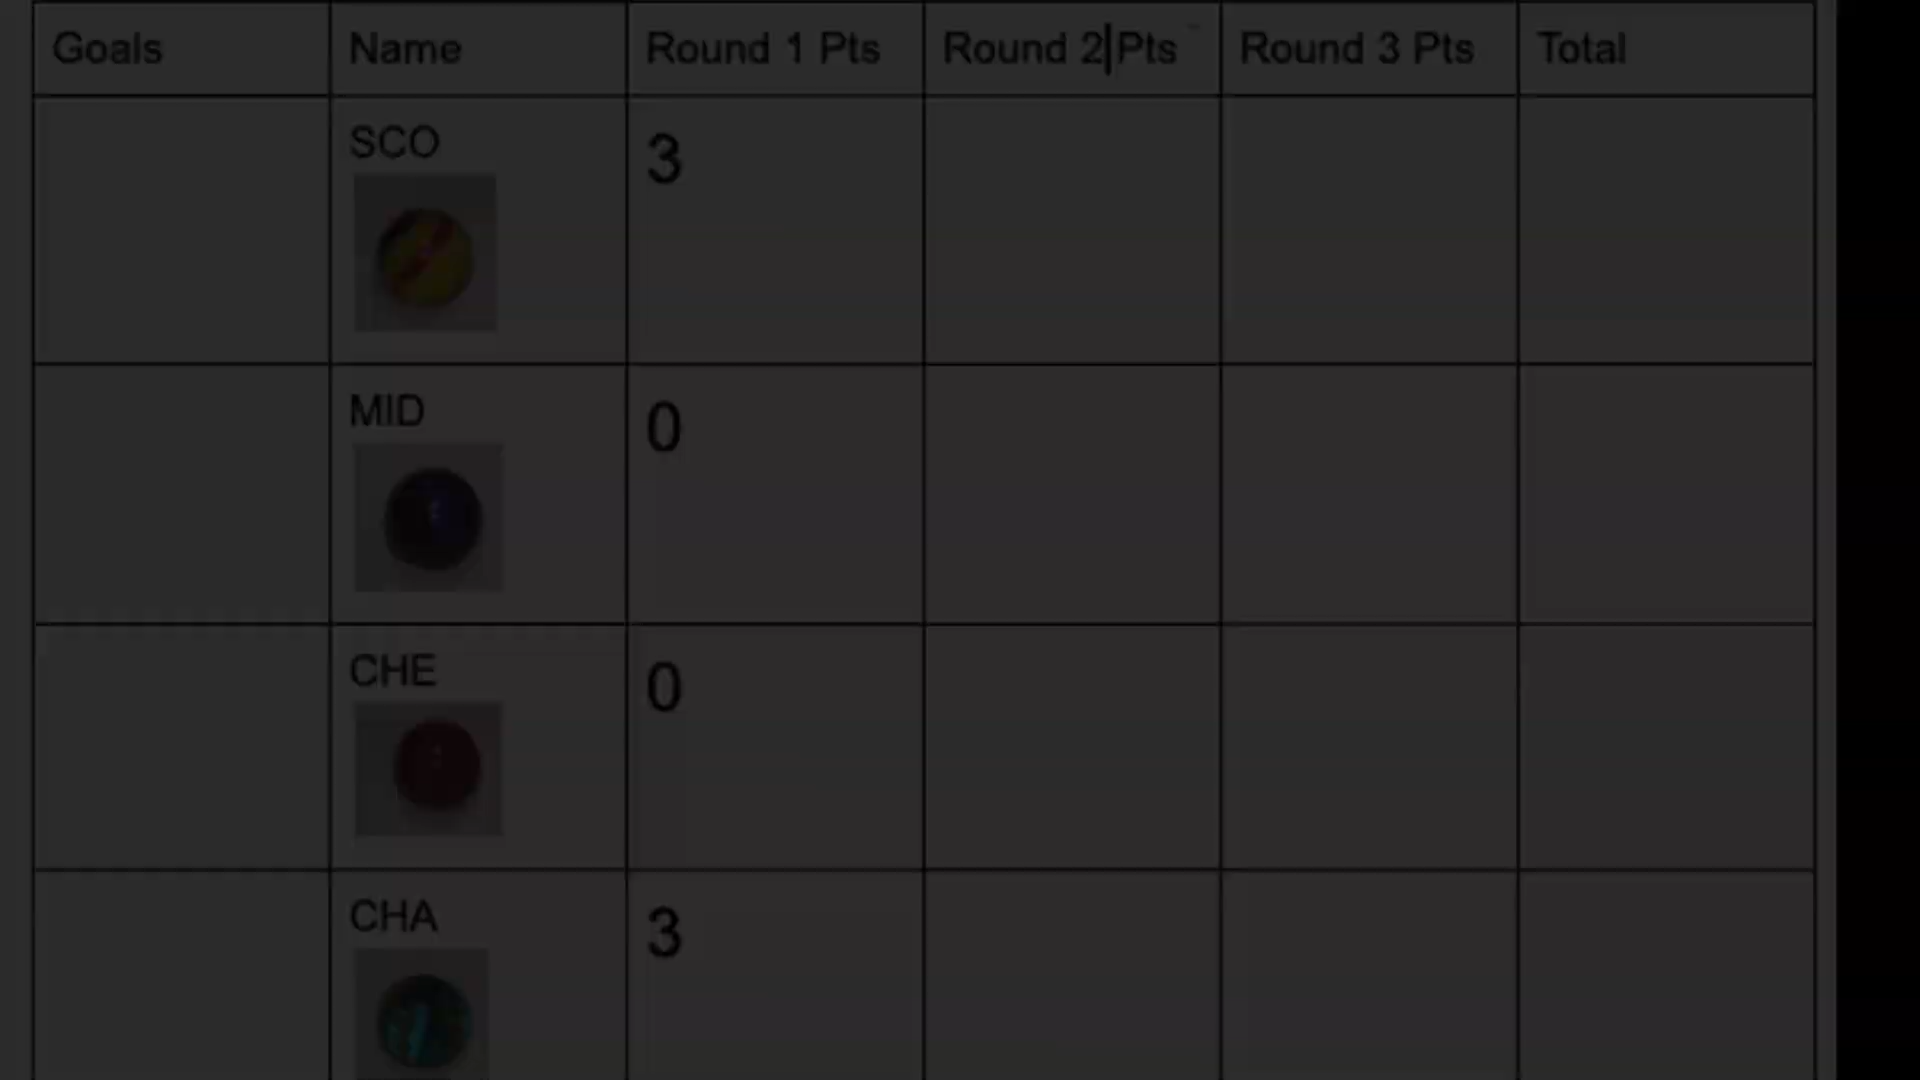 Goals Name Round 1 Pts Round 2 Pts Round 3 Pts Total
SCO 3
MID 0
CHE 0
CHA 3